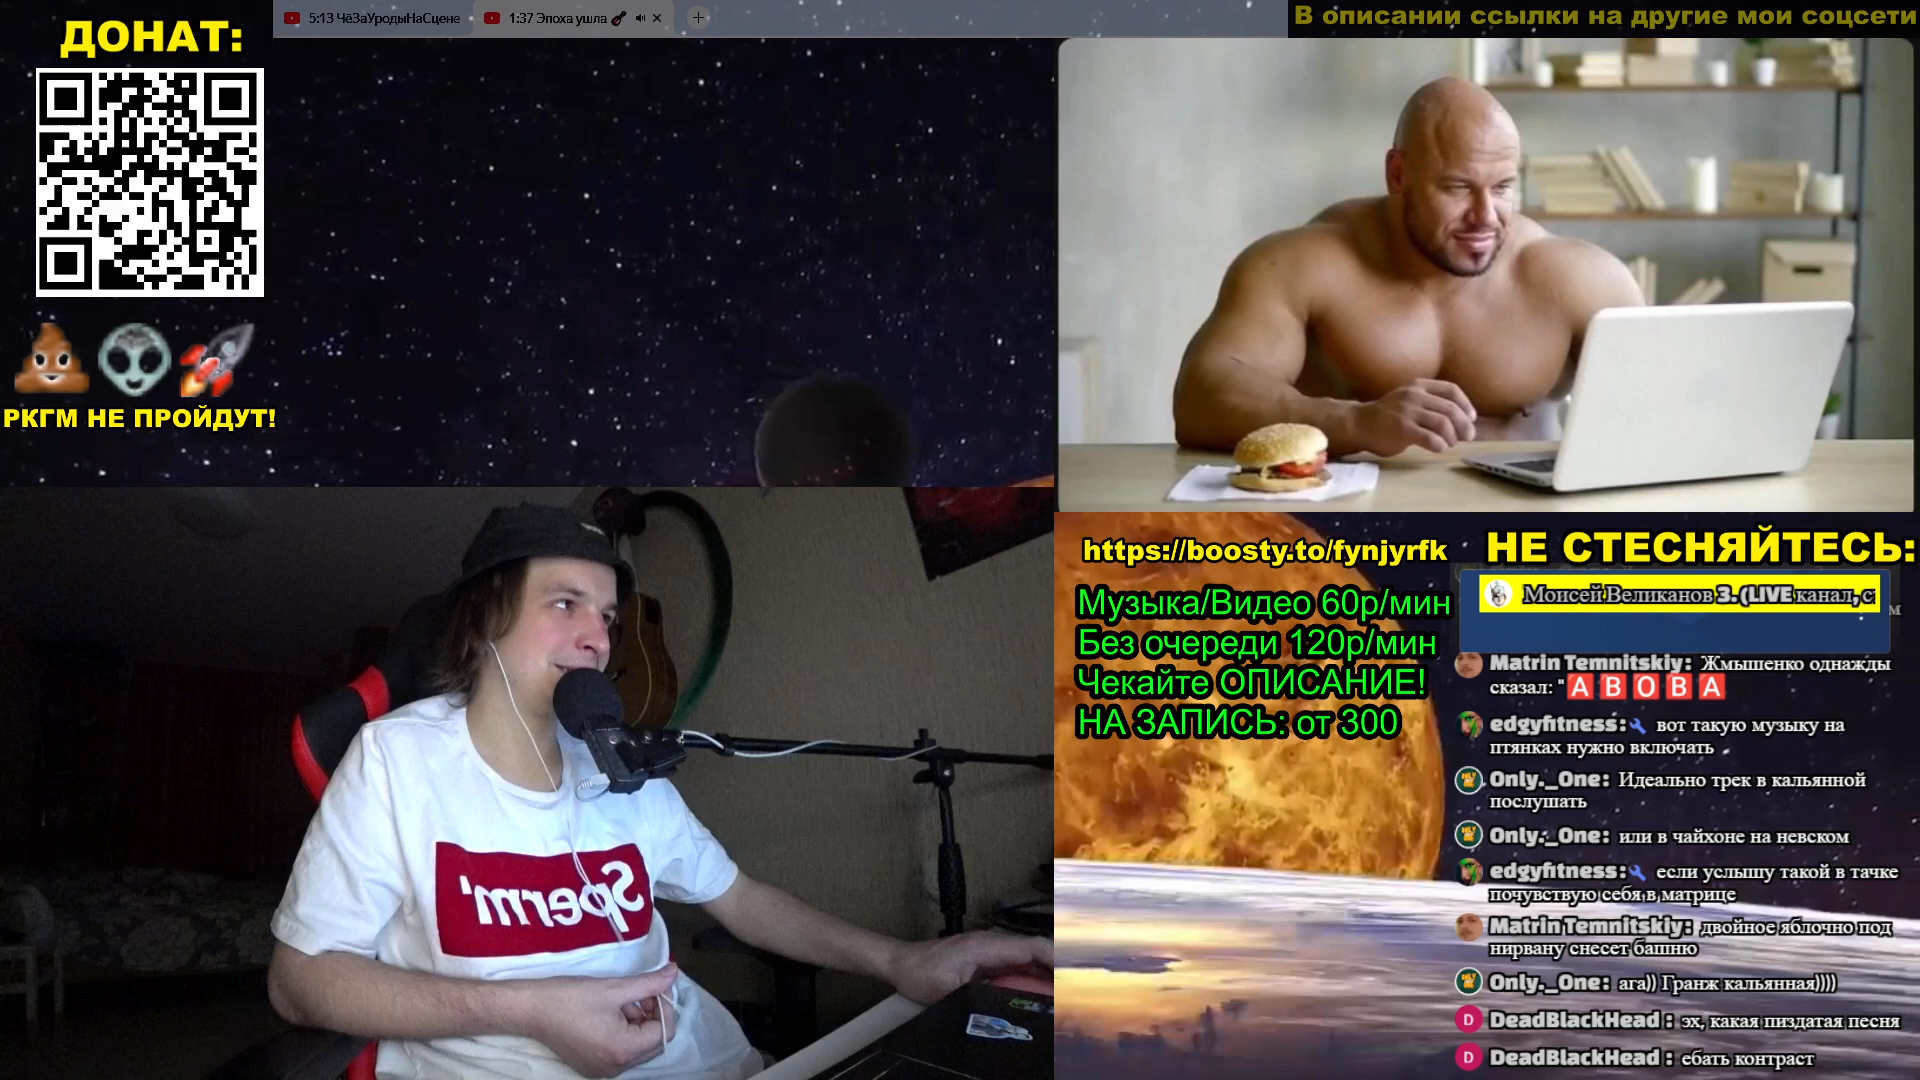 5:13 ЧёЗаУродыНаСцене
1:37 Эпоха ушла
В описании ссылки на другие мои соцсети
ДОНАТ:
РКГМ НЕ ПРОЙДУТ!
Sperm'
https://boosty.to/fynjyrfk
Музыка/Видео 60р/мин
Без очереди 120р/мин
Чекайте ОПИСАНИЕ!
НА ЗАПИСЬ: от 300
НЕ СТЕСНЯЙТЕСЬ:
Моисей Великанов 3. (LIVE канал, с
Matrin Temnitskiy: Жмышенко однажды
сказал: "АВОВА
edgyfitness: вот такую музыку на
птянках нужно включать
Only._One: Идеально трек в кальянной
послушать
Only._One: или в чайхоне на невском
edgyfitness: если услышу такой в тачке
почувствую себя в матрице
Matrin Temnitskiy: двойное яблочно под
нирвану снесет башню
Only._One: ага)) Гранж кальянная))))
DeadBlackHead : эх, какая пиздатая песня
DeadBlackHead : ебать контраст